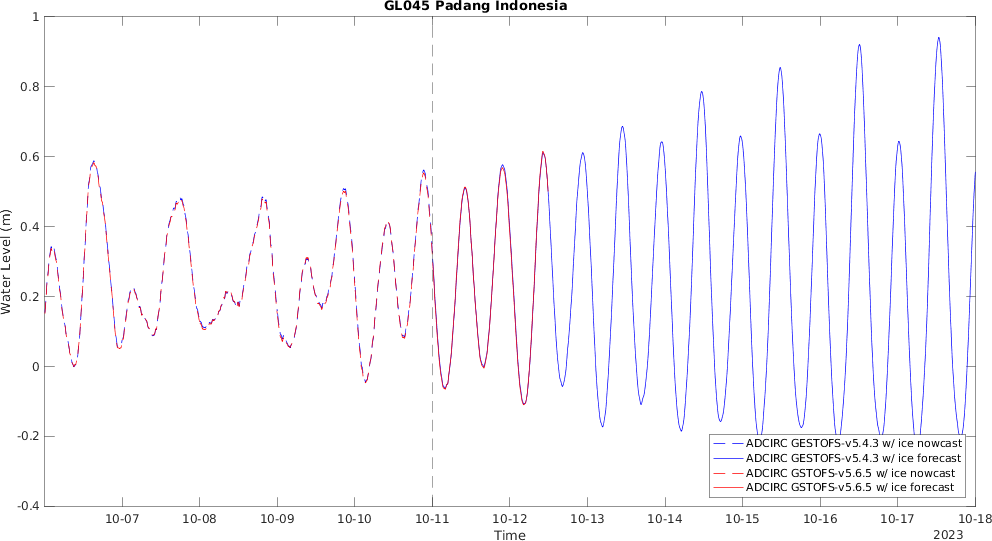 GL045 Padang Indonesia
1
0.8
0.6
0.4
0.2
0
-0.2
-0.4
Water Level (m)
ADCIRC GESTOFS-v5.4.3 w/ ice nowcast
ADCIRC GESTOFS-v5.4.3 w/ ice forecast
ADCIRC GSTOFS-v5.6.5 w/ ice nowcast
ADCIRC GSTOFS-v5.6.5 w/ ice forecast
10-07 10-08 10-09 10-10 10-11 10-12 10-13 10-14 10-15 10-16 10-17 10-18
Time
2023